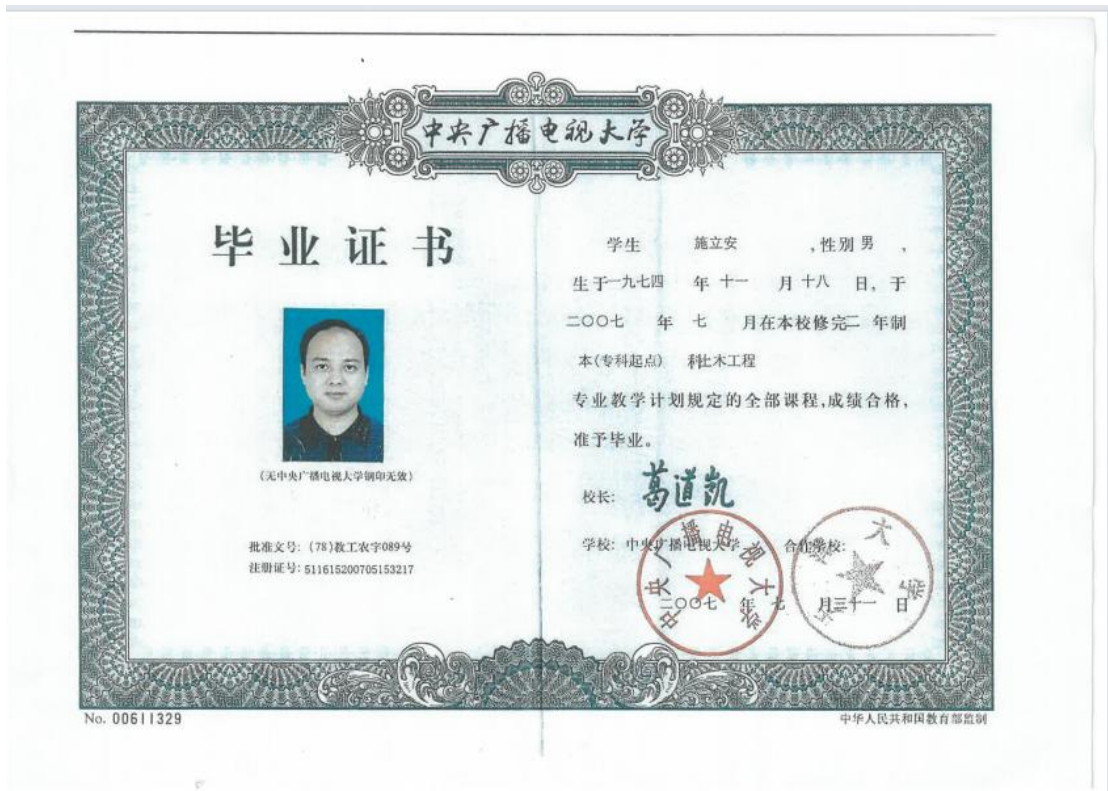 中央广播电视大学
毕业证书
(无中央广播电视大学钢印无效)
批准文号: (78)教工农字089号
注册证号: 511615200705153217
学生 施立安 , 性别 男 ,
生于一九七四 年 十一 月 十八 日, 于
二〇〇七 年 七 月在本校修完二 年制
本(专科起点) 科土木工程
专业教学计划规定的全部课程,成绩合格,
准予毕业。
校长: 葛道凯
学校: 中央广播电视大学 合作学校:
中央广播电视大学
二〇〇七 年 七 月三十一 日
No. 00611329
中华人民共和国教育部监制